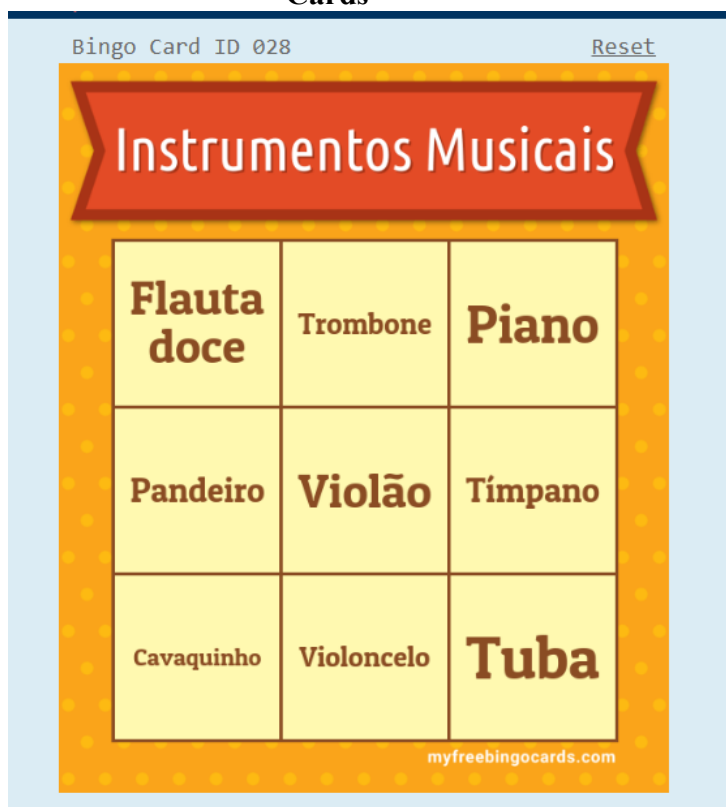 Cards
Bingo Card ID 028 Reset
Instrumentos Musicais
Flauta
doce
Trombone
Piano
Pandeiro
Violão
Tímpano
Cavaquinho
Violoncelo
Tuba
myfreebingocards.com